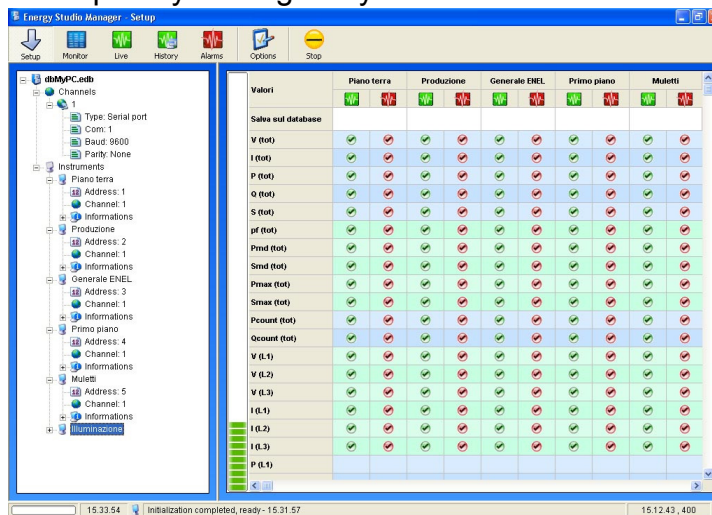 Energy Studio Manager - Setup
Setup Monitor Live History Alarms Options Stop
dbMyPC.edb
Channels
1
Type: Serial port
Com: 1
Baud: 9600
Parity: None
Instruments
Piano terra
Address: 1
Channel: 1
Informations
Produzione
Address: 2
Channel: 1
Informations
Generale ENEL
Address: 3
Channel: 1
Informations
Primo piano
Address: 4
Channel: 1
Informations
Muletti
Address: 5
Channel: 1
Informations
Illuminazione
Valori Piano terra Produzione Generale ENEL Primo piano Muletti
Salva sul database
V (tot)
I (tot)
P (tot)
Q (tot)
S (tot)
pf (tot)
Pmd (tot)
Smd (tot)
Pmax (tot)
Smax (tot)
Pcount (tot)
Qcount (tot)
V (L1)
V (L2)
V (L3)
I (L1)
I (L2)
I (L3)
P (L1)
15.33.54 Initialization completed, ready - 15.31.57 15.12.43 , 400